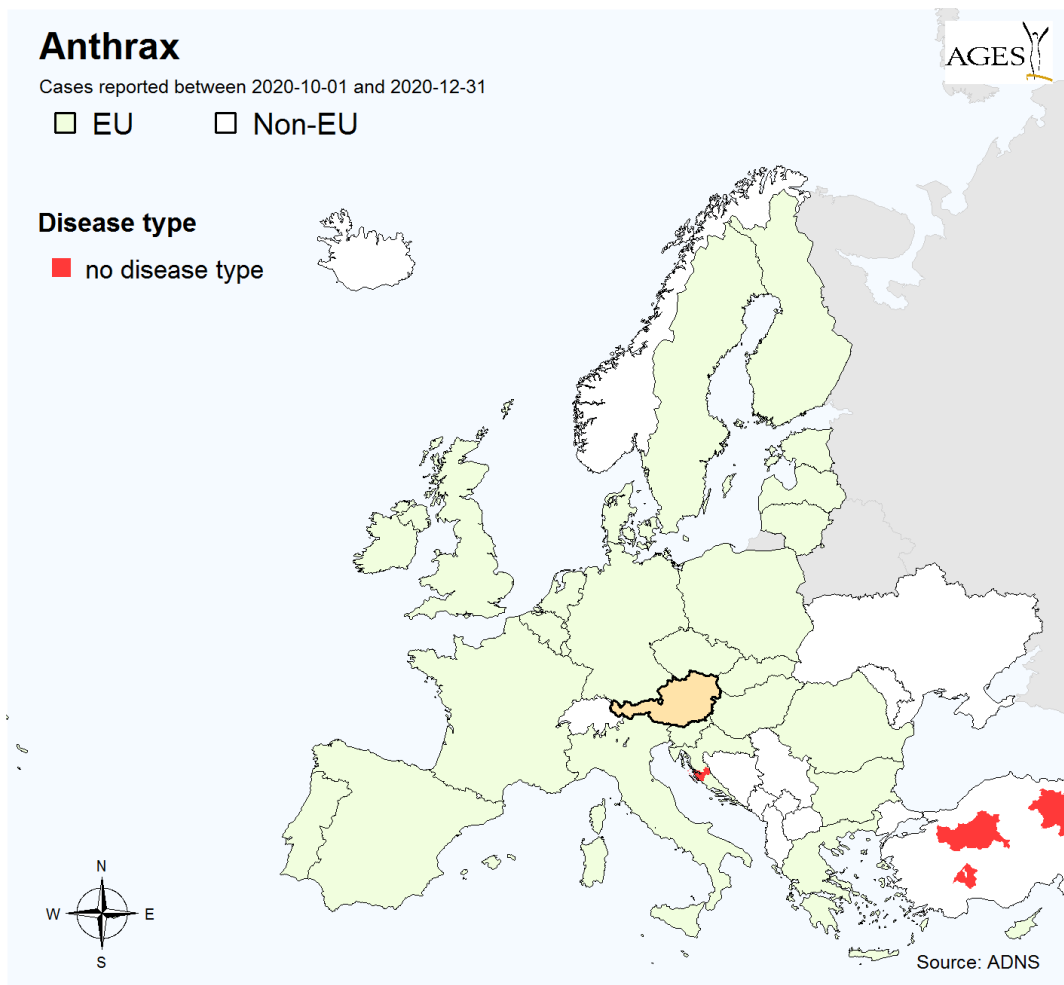 Anthrax
Cases reported between 2020-10-01 and 2020-12-31
EU
Non-EU
AGES
Disease type
no disease type
N
W
E
S
Source: ADNS